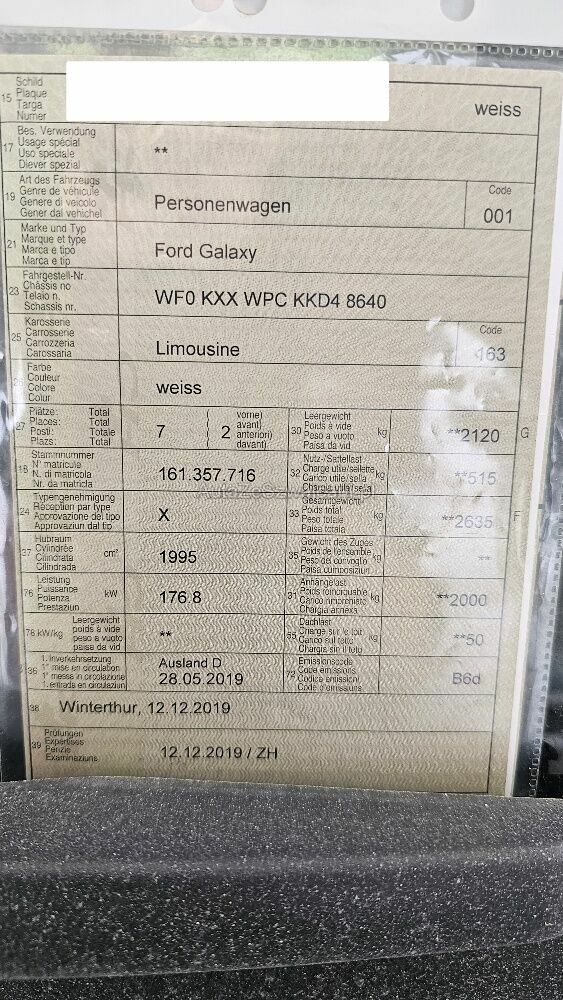 15 Schild
Plaque
Targa
Numer
weiss
17 Bes. Verwendung
Usage spécial
Uso speciale
Diever spezial
**
19 Art des Fahrzeugs
Genre de véhicule
Genere di veicolo
Gener dal vehichel
Personenwagen
Code
001
21 Marke und Typ
Marque et type
Marca e tipo
Marca e tip
Ford Galaxy
23 Fahrgestell-Nr.
Châssis no
Telaio n.
Schassis nr.
WF0 KXX WPC KKD4 8640
25 Karosserie
Carrosserie
Carrozzeria
Carossaria
Limousine
Code
163
26 Farbe
Couleur
Colore
Colur
weiss
27 Plätze: Total
Places: Total
Posti: Totale
Plazs: Total
7
2
vorne)
avant)
anteriori)
davant)
30 Leergewicht
Poids à vide
Peso a vuoto
Paisa da vid
kg
**2120
G
18 Stammnummer
N° matricule
N. di matricola
Nr. da matricla
161.357.716
32 Nutz-/Sattellast
Charge utile/sellette
Carico utile/sella
Chargia utila/sella
kg
**515
24 Typengenehmigung
Réception par type
Approvazione del tipo
Approvaziun dal tip
X
33 Gesamtgewicht
Poids total
Peso totale
Paisa totala
kg
**2635
F
37 Hubraum
Cylindrée
Cilindrata
Cilindrada
cm³
1995
35 Gewicht des Zuges
Poids de l'ensemble
Peso del convoglio
Paisa cumposiziun
kg
**
76 Leistung
Puissance
Potenza
Prestaziun
kW
176.8
31 Anhängelast
Poids remorquable
Carico rimorchiato
Chargia annexa
kg
**2000
78 kW/kg
Leergewicht
poids à vide
peso a vuoto
paisa da vid
**
55 Dachlast
Charge sur le toit
Carico sul tetto
Chargia sin il tetg
kg
**50
36 1. Inverkehrsetzung
1re mise en circulation
1a messa in circolazione
1. entrada en circulaziun
Ausland D
28.05.2019
72 Emissionscode
Code émissions
Codice emissioni
Code d'emissiuns
B6d
38 Winterthur, 12.12.2019
39 Prüfungen
Expertises
Perizie
Examinaziuns
12.12.2019 / ZH